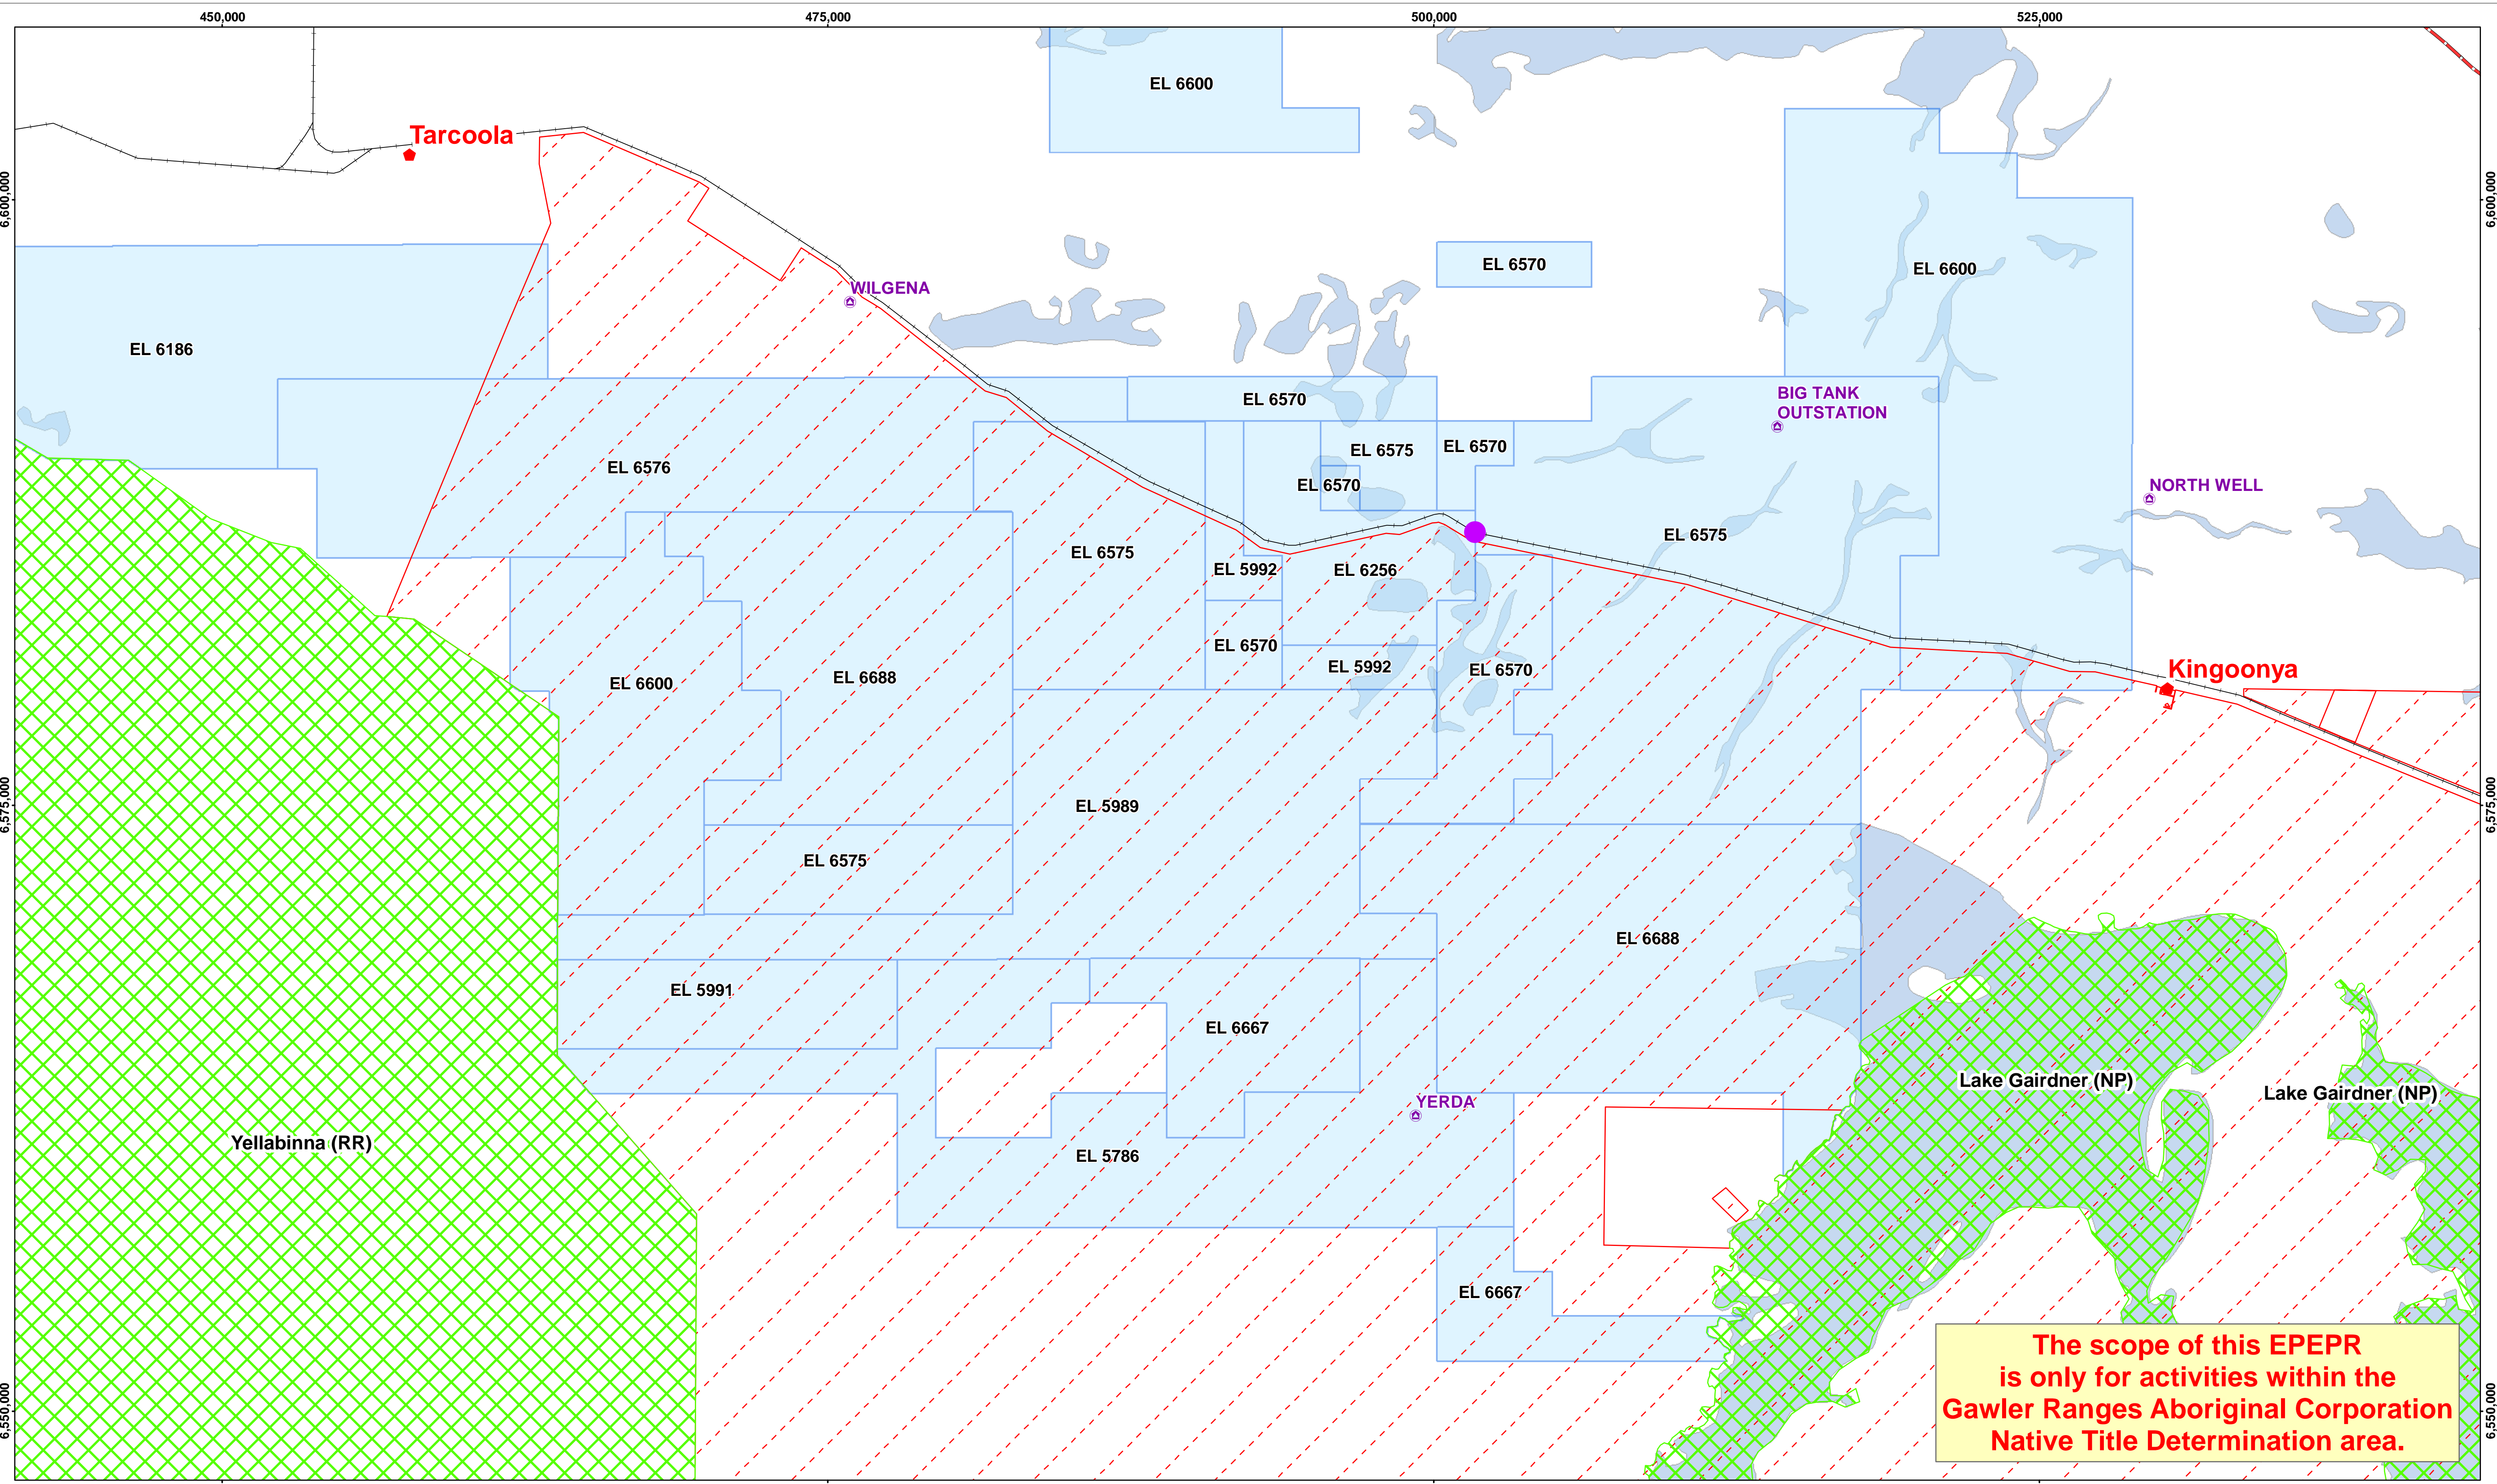 450,000
475,000
500,000
525,000
EL 6600
Tarcoola
6,600,000
6,600,000
EL 6570
EL 6600
WILGENA
EL 6186
BIG TANK
OUTSTATION
EL 6570
EL 6575
EL 6570
EL 6576
EL 6570
NORTH WELL
EL 6575
EL 6575
EL 5992
EL 6256
EL 6570
EL 5992
EL 6570
Kingoonya
EL 6600
EL 6688
6,575,000
6,575,000
EL 5989
EL 6575
EL 6688
EL 5991
EL 6667
Lake Gairdner (NP)
Lake Gairdner (NP)
YERDA
Yellabinna (RR)
EL 5786
EL 6667
The scope of this EPEPR
is only for activities within the
Gawler Ranges Aboriginal Corporation
Native Title Determination area.
6,550,000
6,550,000